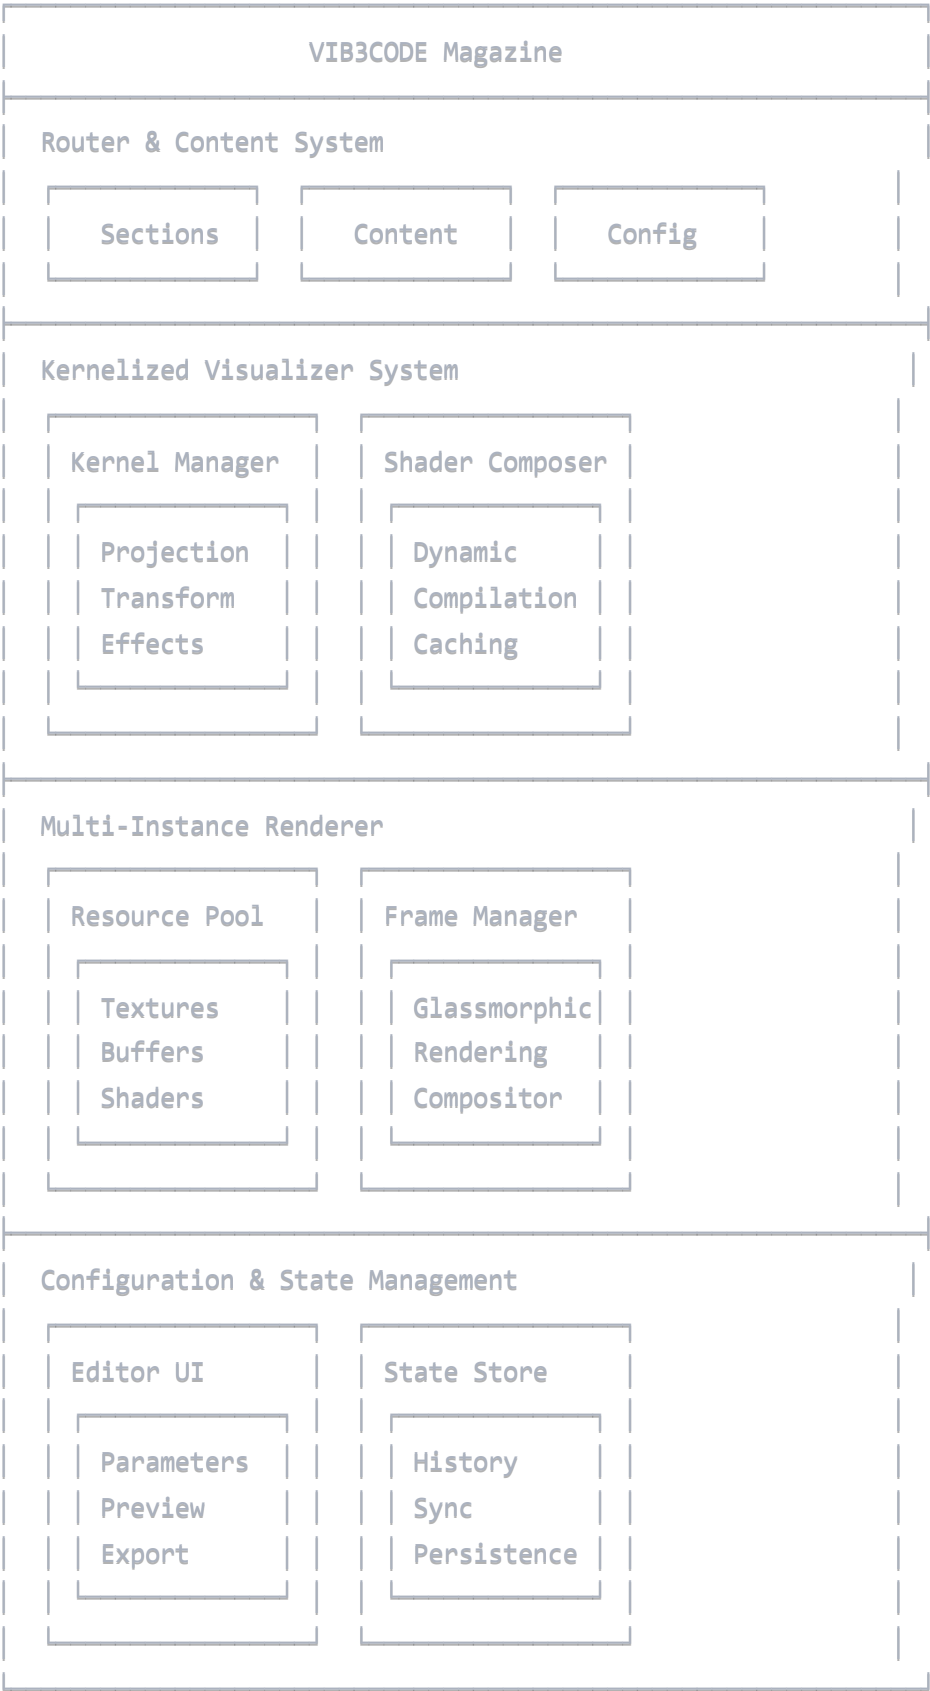 VIB3CODE Magazine
Router & Content System
Sections Content Config
Kernelized Visualizer System
Kernel Manager Shader Composer
Projection Dynamic
Transform Compilation
Effects Caching
Multi-Instance Renderer
Resource Pool Frame Manager
Textures Glassmorphic
Buffers Rendering
Shaders Compositor
Configuration & State Management
Editor UI State Store
Parameters History
Preview Sync
Export Persistence